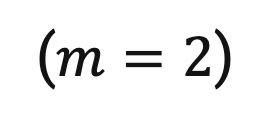 (𝑚 = 2)